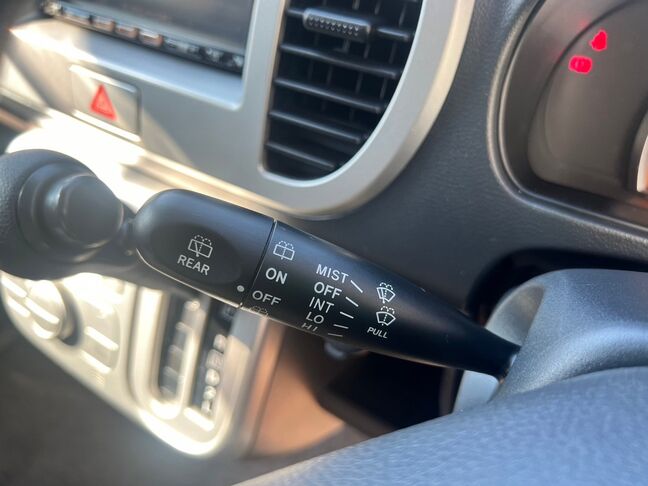 REAR
ON
OFF
MIST
OFF
INT
LO
HI
PULL